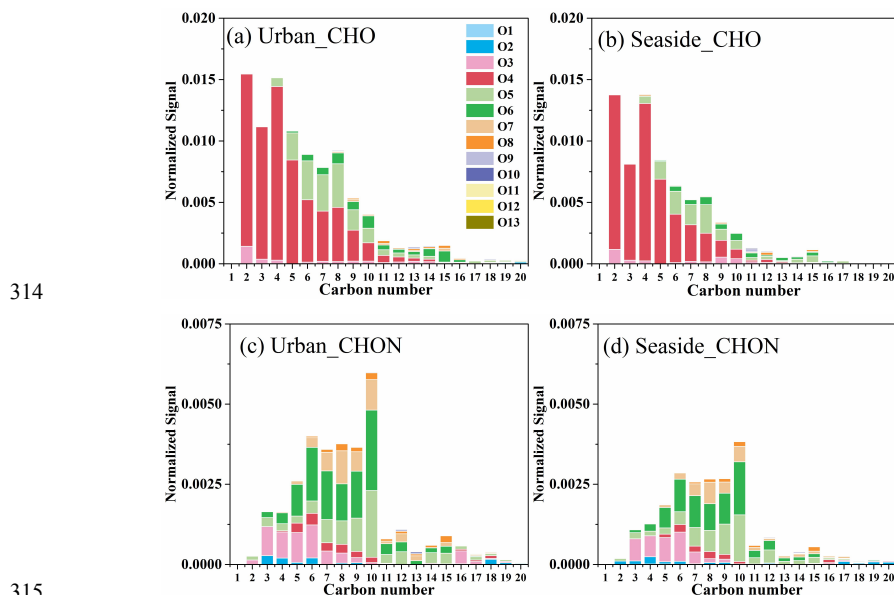 (a) Urban_CHO
O1
O2
O3
O4
O5
O6
O7
O8
O9
O10
O11
O12
O13
0.020
0.015
0.010
0.005
0.000
Normalized Signal
1 2 3 4 5 6 7 8 9 10 11 12 13 14 15 16 17 18 19 20
Carbon number
(b) Seaside_CHO
0.020
0.015
0.010
0.005
0.000
Normalized Signal
1 2 3 4 5 6 7 8 9 10 11 12 13 14 15 16 17 18 19 20
Carbon number
314
(c) Urban_CHON
0.0075
0.0050
0.0025
0.0000
Normalized Signal
1 2 3 4 5 6 7 8 9 10 11 12 13 14 15 16 17 18 19 20
Carbon number
(d) Seaside_CHON
0.0075
0.0050
0.0025
0.0000
Normalized Signal
1 2 3 4 5 6 7 8 9 10 11 12 13 14 15 16 17 18 19 20
Carbon number
315